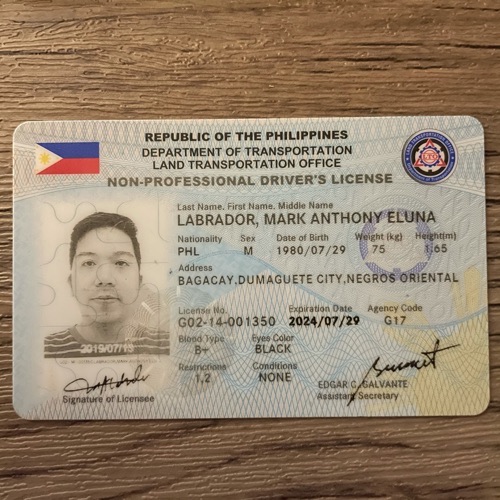 REPUBLIC OF THE PHILIPPINES
DEPARTMENT OF TRANSPORTATION
LAND TRANSPORTATION OFFICE
NON-PROFESSIONAL DRIVER'S LICENSE
Last Name. First Name. Middle Name
LABRADOR, MARK ANTHONY ELUNA
Nationality Sex Date of Birth Weight (kg) Height(m)
PHL M 1980/07/29 75 1.65
Address
BAGACAY,DUMAGUETE CITY,NEGROS ORIENTAL
License No. Expiration Date Agency Code
G02-14-001350 2024/07/29 G17
Blood Type Eyes Color
B+ BLACK
Restrictions Conditions
1,2 NONE
2019/07/13
Signature of Licensee
EDGAR C. GALVANTE
Assistant Secretary